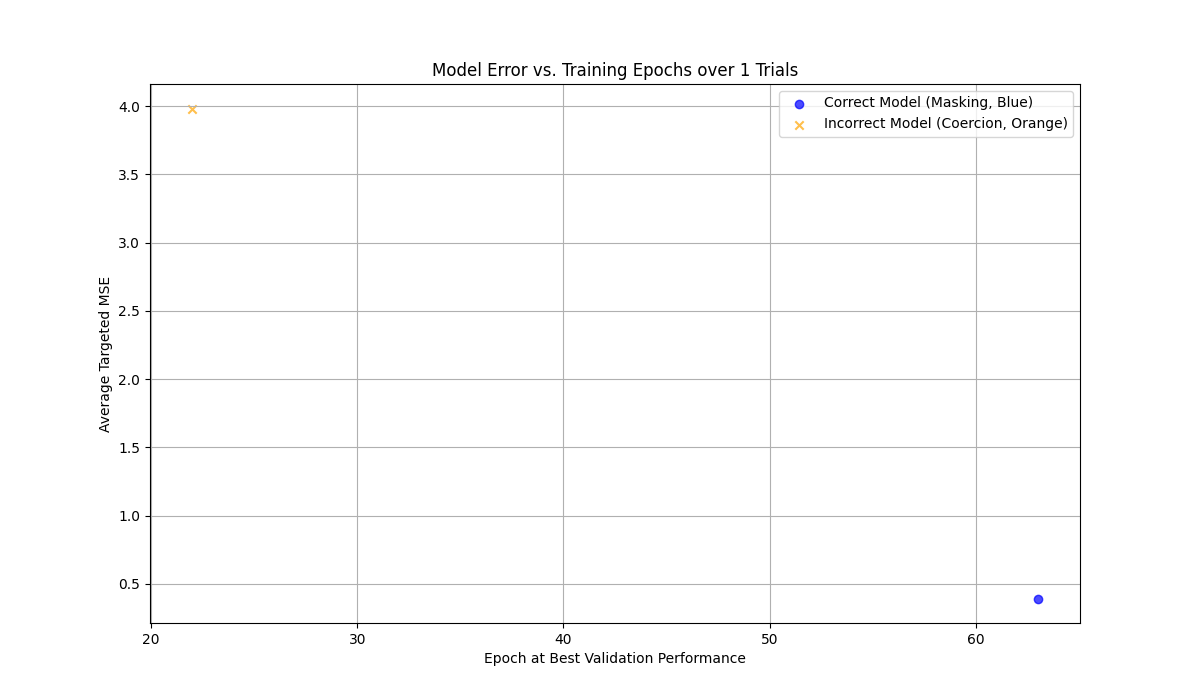 Model Error vs. Training Epochs over 1 Trials
Correct Model (Masking, Blue)
Incorrect Model (Coercion, Orange)
Average Targeted MSE
4.0
3.5
3.0
2.5
2.0
1.5
1.0
0.5
20 30 40 50 60
Epoch at Best Validation Performance